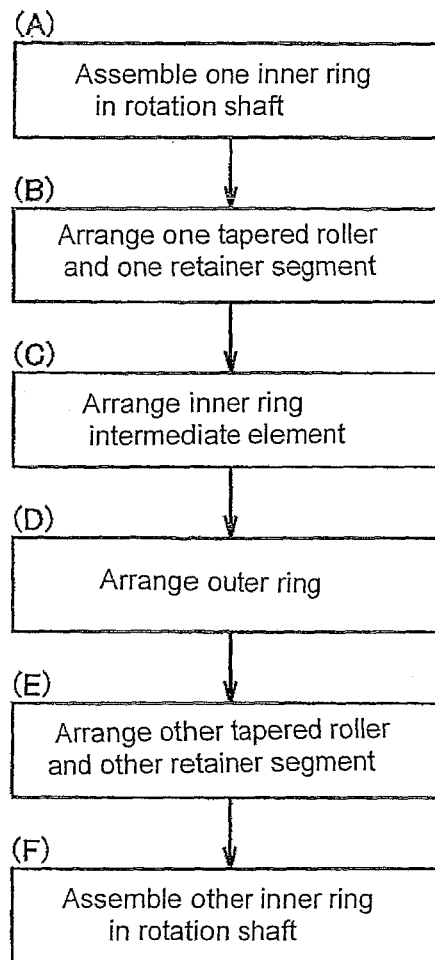 (A)
Assemble one inner ring
in rotation shaft
(B)
Arrange one tapered roller
and one retainer segment
(C)
Arrange inner ring
intermediate element
(D)
Arrange outer ring
(E)
Arrange other tapered roller
and other retainer segment
(F)
Assemble other inner ring
in rotation shaft